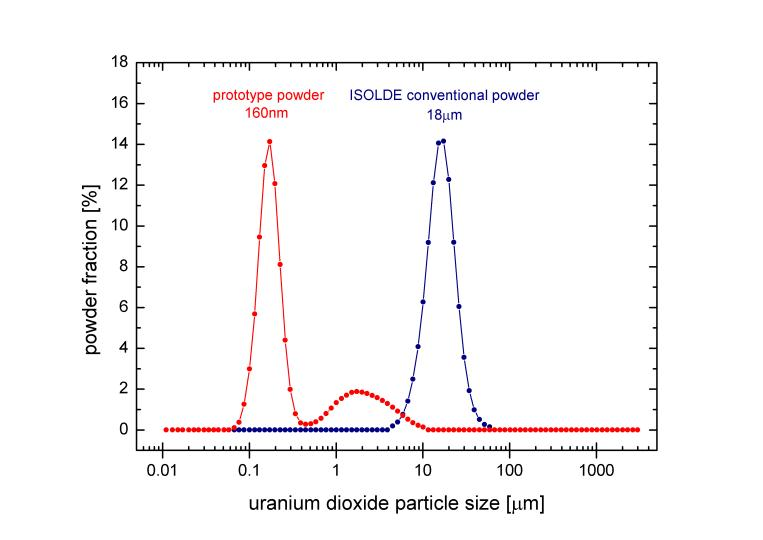 prototype powder
160nm
ISOLDE conventional powder
18μm
powder fraction [%]
18
16
14
12
10
8
6
4
2
0
0.01 0.1 1 10 100 1000
uranium dioxide particle size [μm]